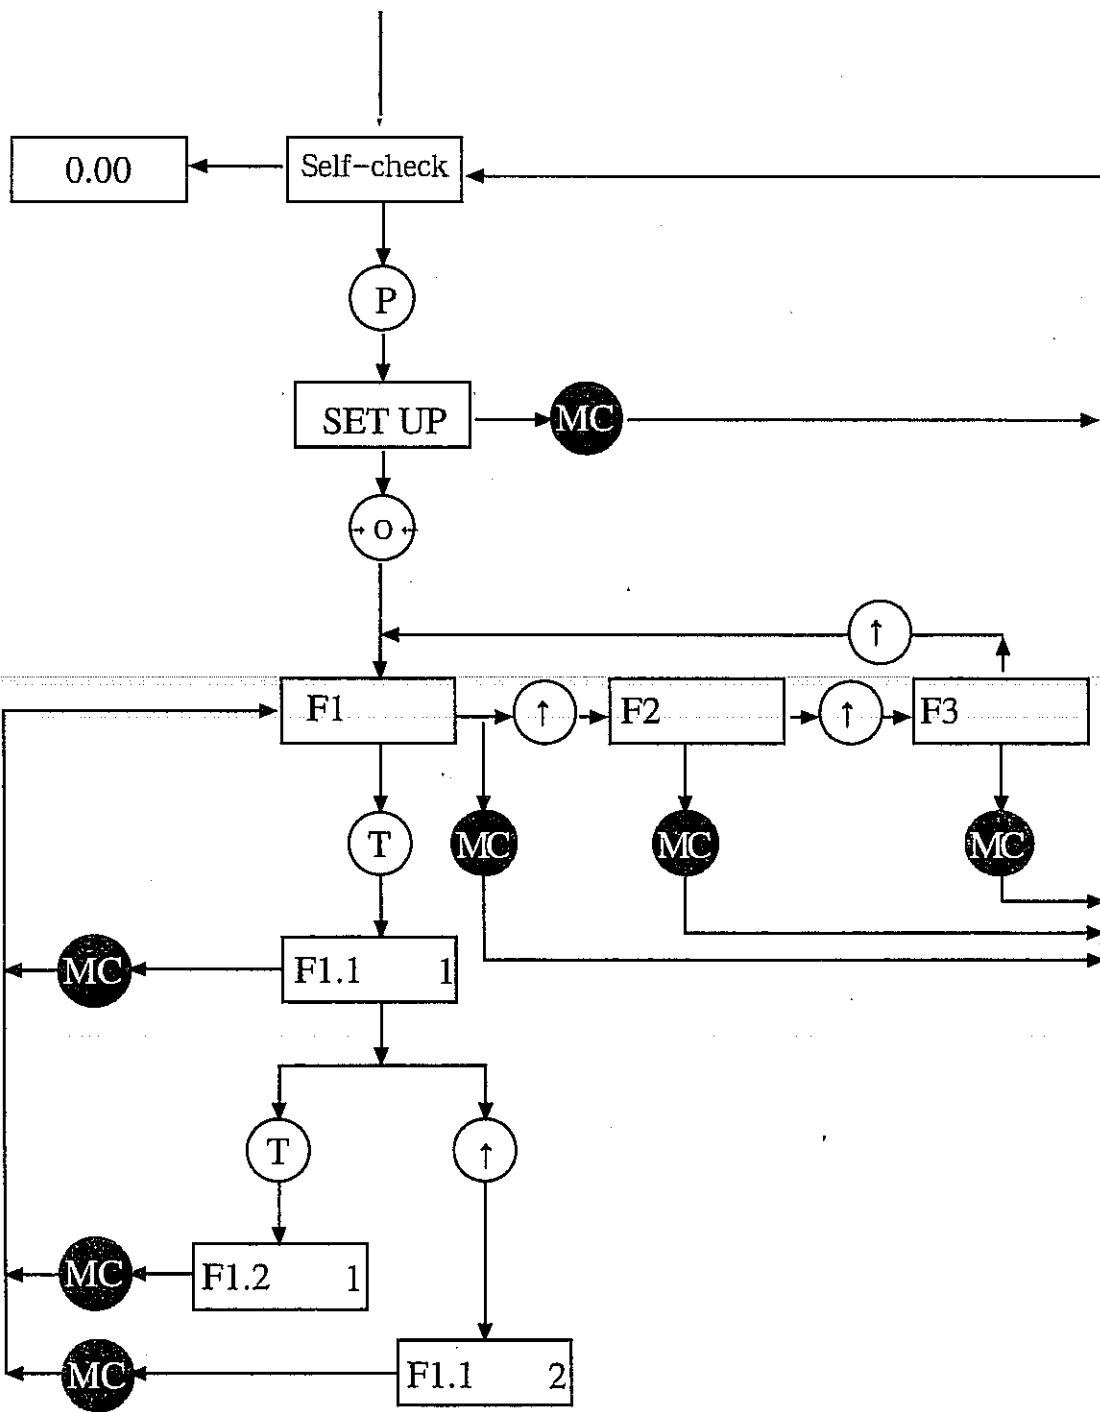 0.00
Self-check
P
SET UP
MC
→ o ←
↑
F1
↑
F2
↑
F3
T
MC
MC
MC
MC
F1.1 1
T
↑
MC
F1.2 1
MC
F1.1 2